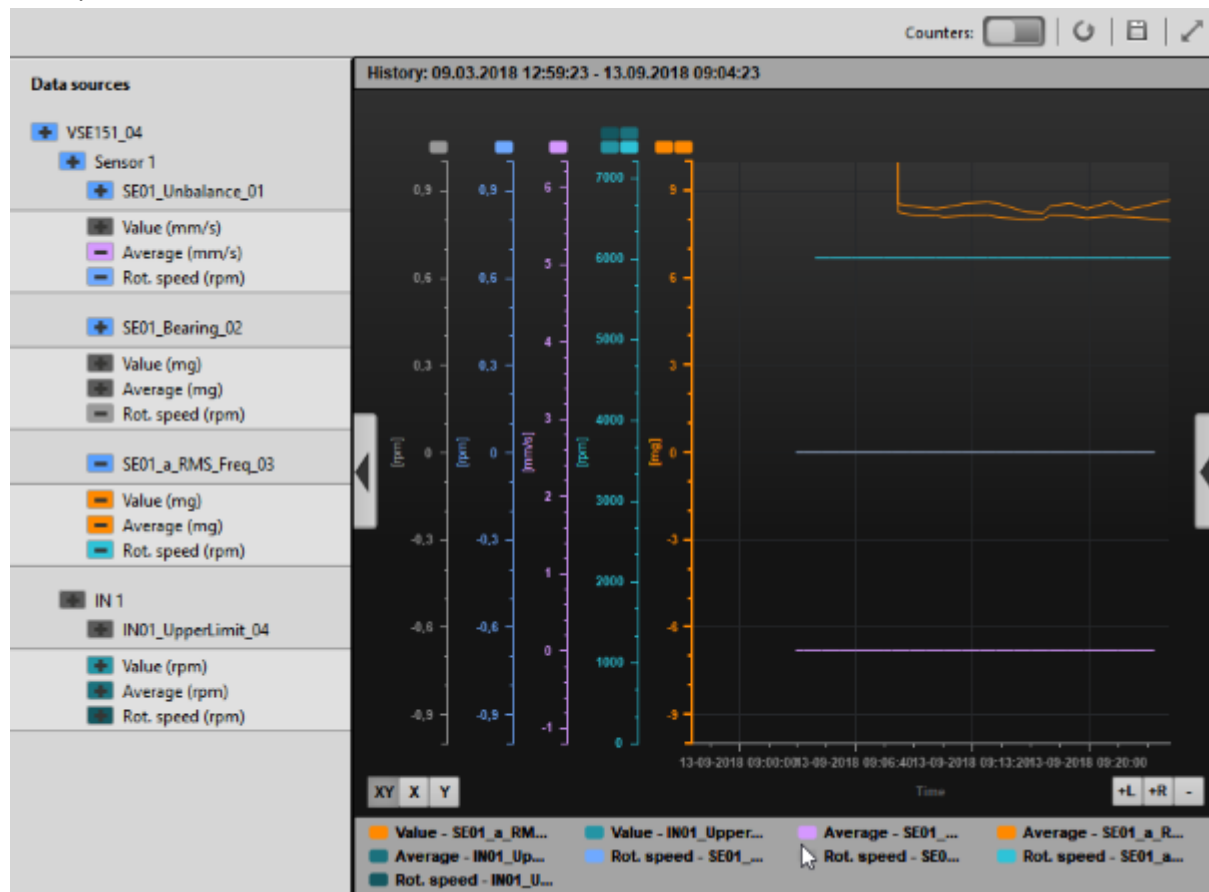 Counters:
Data sources
VSE151_04
Sensor 1
SE01_Unbalance_01
Value (mm/s)
Average (mm/s)
Rot. speed (rpm)
SE01_Bearing_02
Value (mg)
Average (mg)
Rot. speed (rpm)
SE01_a_RMS_Freq_03
Value (mg)
Average (mg)
Rot. speed (rpm)
IN 1
IN01_UpperLimit_04
Value (rpm)
Average (rpm)
Rot. speed (rpm)
History: 09.03.2018 12:59:23 - 13.09.2018 09:04:23
0,9
0,6
0,3
0
-0,3
-0,6
-0,9
[rpm]
0,9
0,6
0,3
0
-0,3
-0,6
-0,9
[rpm]
6
5
4
3
2
1
0
-1
[mm/s]
7000
6000
5000
4000
3000
2000
1000
0
[rpm]
9
6
3
0
-3
-6
-9
[mg]
13-09-2018 09:00:00 13-09-2018 09:06:40 13-09-2018 09:13:20 13-09-2018 09:20:00
Time
XY X Y
+L +R -
Value - SE01_a_RM... Value - IN01_Upper... Average - SE01_... Average - SE01_a_R...
Average - IN01_Up... Rot. speed - SE01_... Rot. speed - SE0... Rot. speed - SE01_a...
Rot. speed - IN01_U...